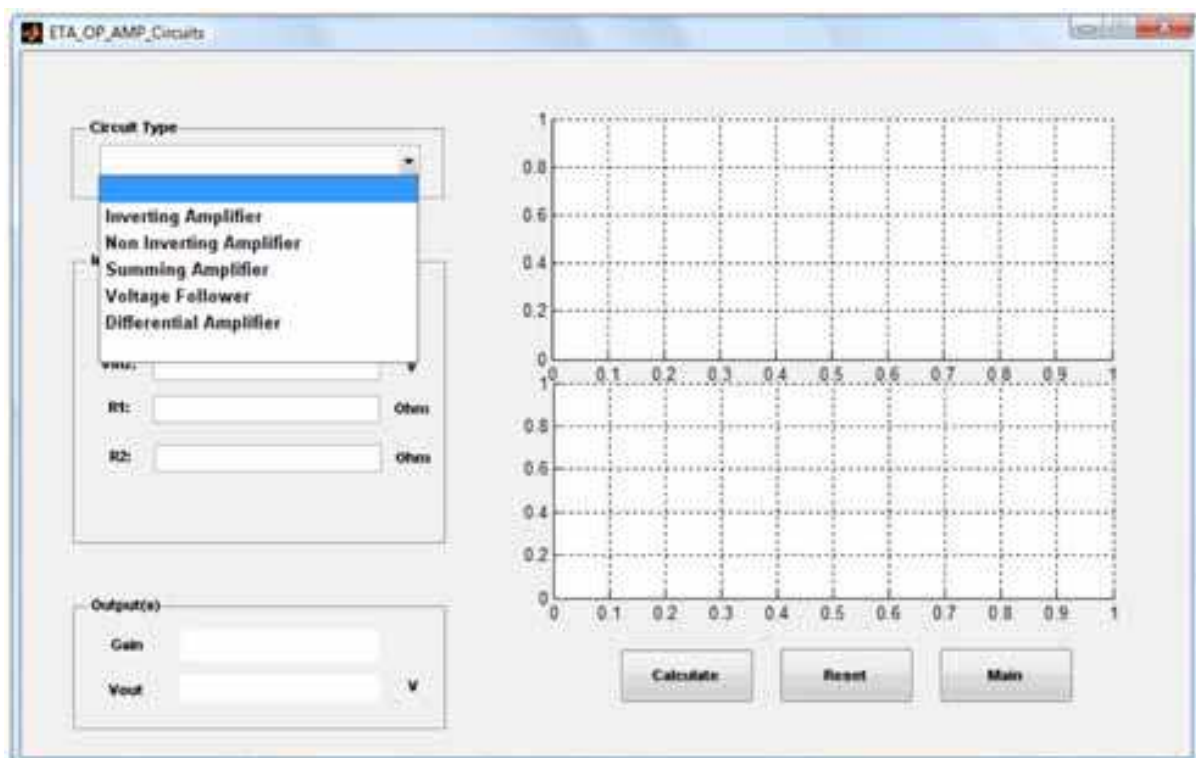 ETA_OP_AMP_Circuits
Circuit Type
Inverting Amplifier
Non Inverting Amplifier
Summing Amplifier
Voltage Follower
Differential Amplifier
V
R1: Ohm
R2: Ohm
Output(s)
Gain
Vout V
1
0.8
0.6
0.4
0.2
0
0 0.1 0.2 0.3 0.4 0.5 0.6 0.7 0.8 0.9 1
1
0.8
0.6
0.4
0.2
0
0 0.1 0.2 0.3 0.4 0.5 0.6 0.7 0.8 0.9 1
Calculate Reset Main